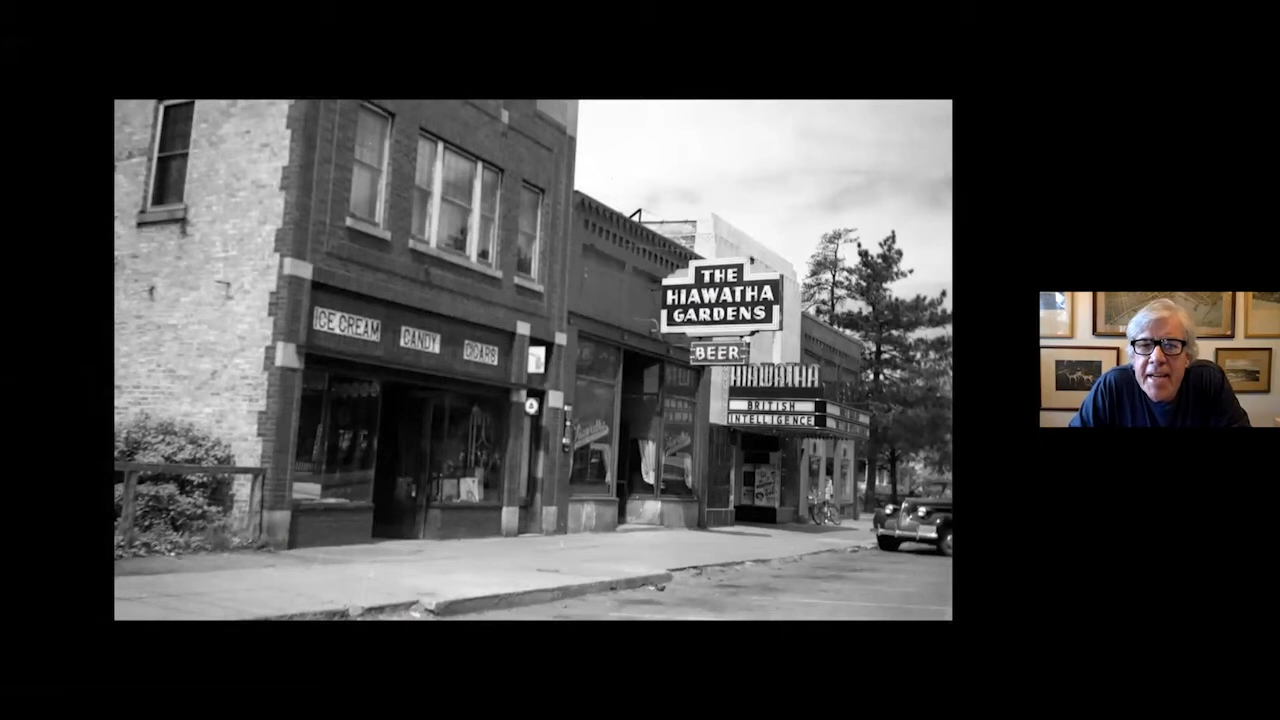 ICE CREAM
CANDY
CIGARS
THE
HIAWATHA
GARDENS
BEER
HIAWATHA
BRITISH
INTELLIGENCE